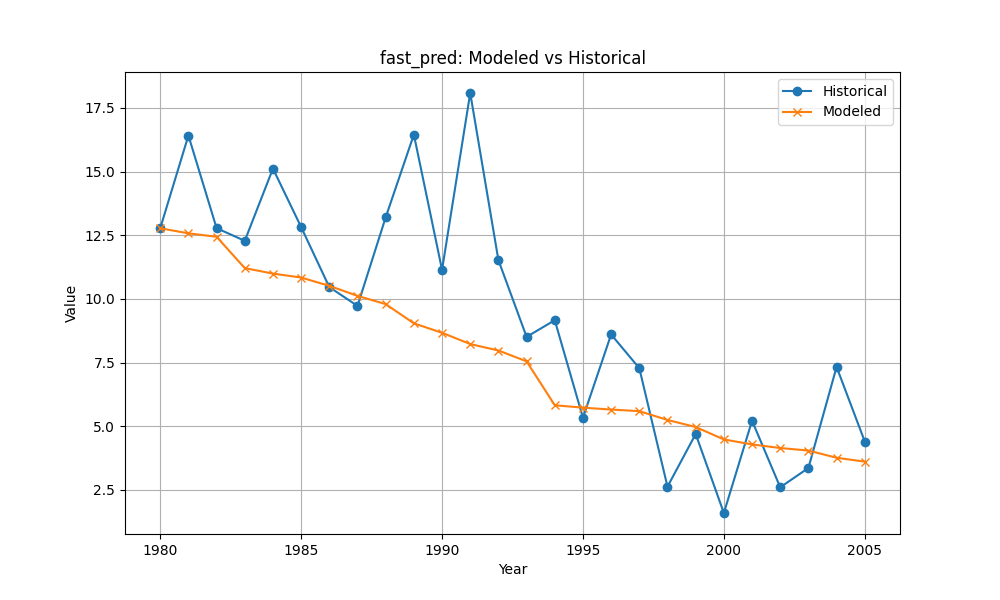 fast_pred: Modeled vs Historical
Historical
Modeled
Value
17.5
15.0
12.5
10.0
7.5
5.0
2.5
1980
1985
1990
1995
2000
2005
Year